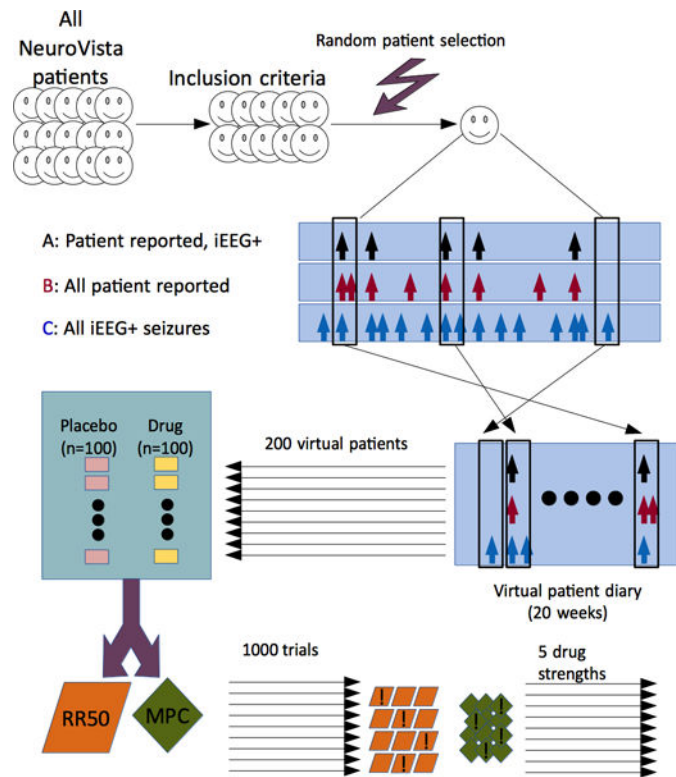 All
NeuroVista
patients
Inclusion criteria
Random patient selection
A: Patient reported, iEEG+
B: All patient reported
C: All iEEG+ seizures
Placebo
(n=100)
Drug
(n=100)
200 virtual patients
Virtual patient diary
(20 weeks)
RR50
MPC
1000 trials
!
!
!
!
!
!
!
!
5 drug
strengths